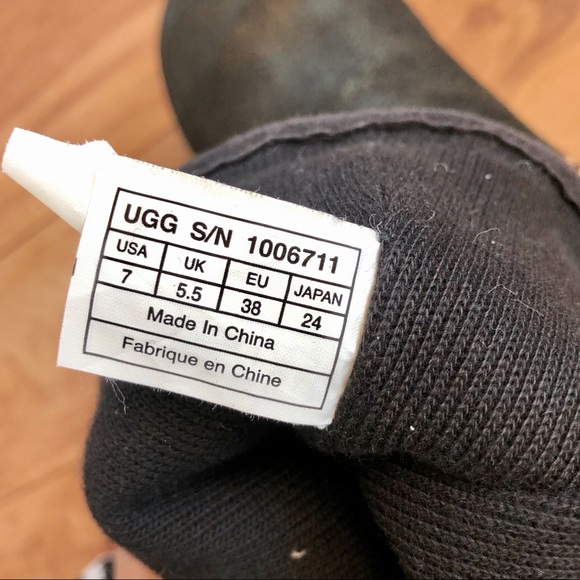 UGG S/N 1006711
USA UK EU JAPAN
7 5.5 38 24
Made In China
Fabrique en Chine